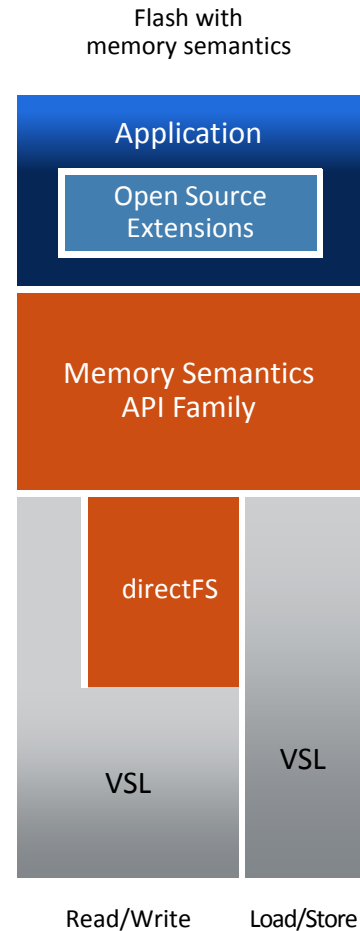 Flash with
memory semantics
Application
Open Source
Extensions
Memory Semantics
API Family
directFS
VSL
VSL
Read/Write
Load/Store